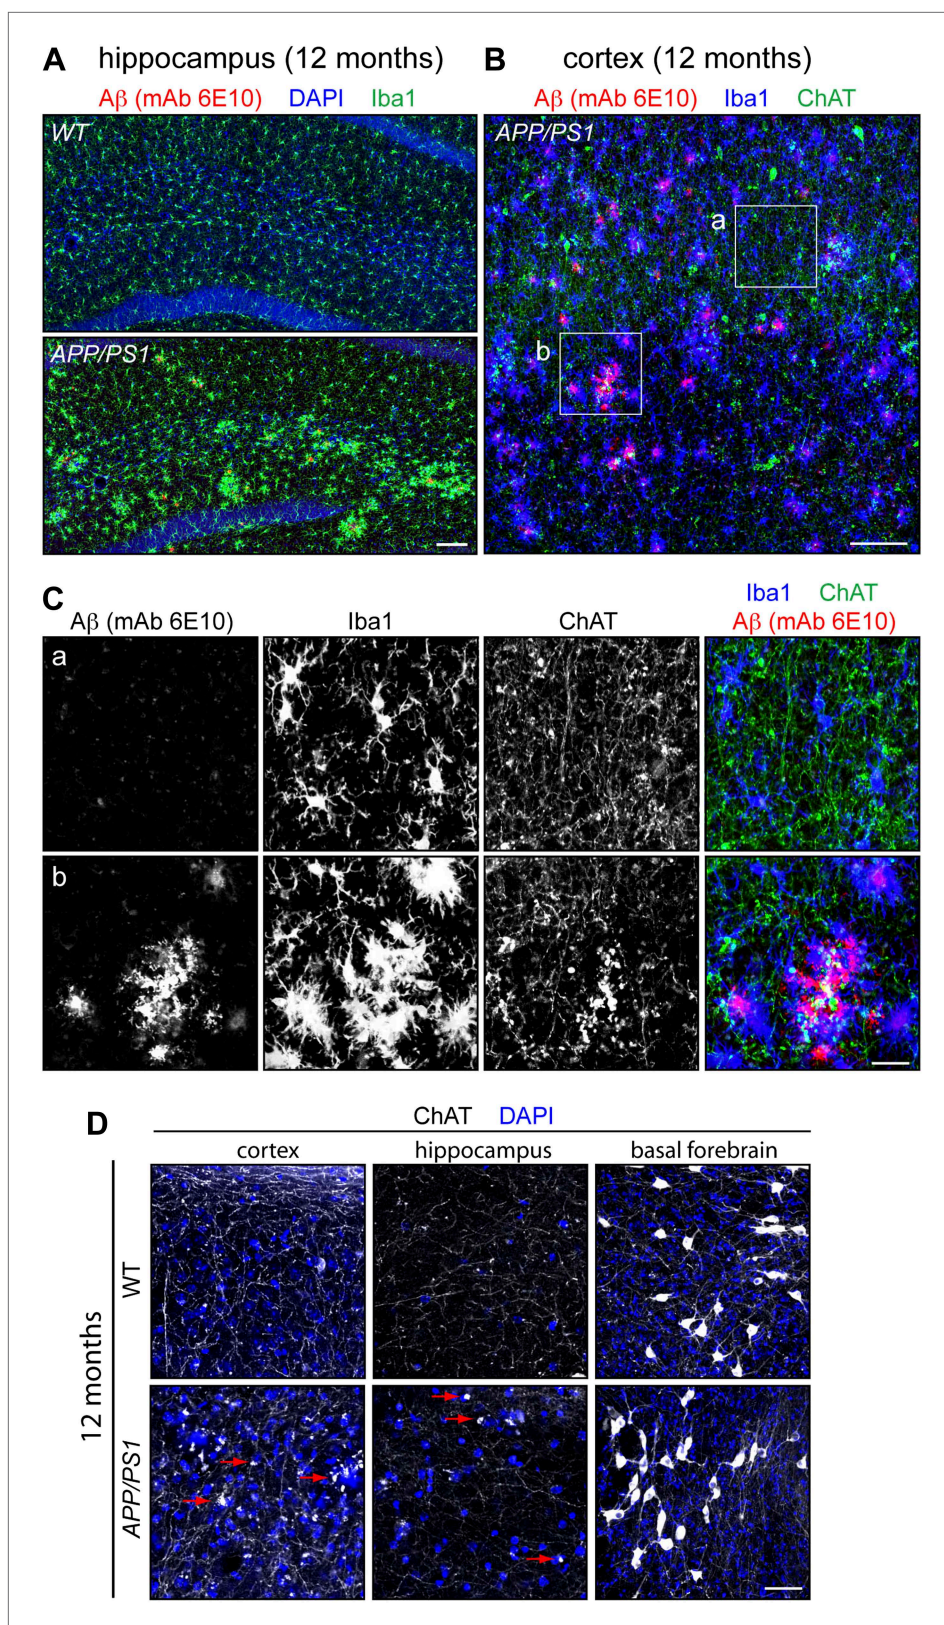 A hippocampus (12 months)
Aβ (mAb 6E10) DAPI Iba1
WT
APP/PS1
B cortex (12 months)
Aβ (mAb 6E10) Iba1 ChAT
APP/PS1
a
b
C
Aβ (mAb 6E10) Iba1 ChAT
Iba1 ChAT
Aβ (mAb 6E10)
a
b
D
ChAT DAPI
cortex hippocampus basal forebrain
12 months
WT
APP/PS1